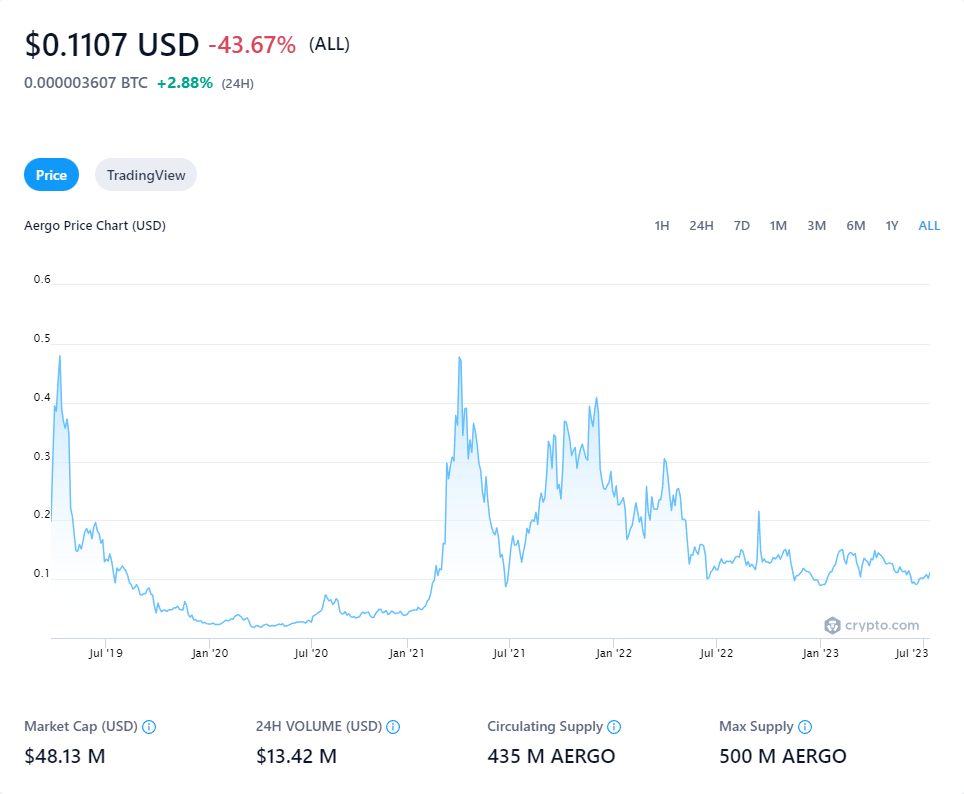 $0.1107 USD -43.67% (ALL)
0.000003607 BTC +2.88% (24H)
Price TradingView
Aergo Price Chart (USD) 1H 24H 7D 1M 3M 6M 1Y ALL
0.6
0.5
0.4
0.3
0.2
0.1
crypto.com
Jul '19 Jan '20 Jul '20 Jan '21 Jul '21 Jan '22 Jul '22 Jan '23 Jul '23
Market Cap (USD) 24H VOLUME (USD) Circulating Supply Max Supply
$48.13 M $13.42 M 435 M AERGO 500 M AERGO